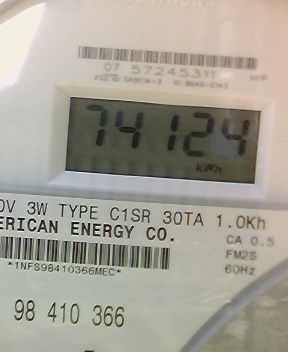 07 57245311
74124
kWh
0V 3W TYPE C1SR 30TA 1.0Kh
ERICAN ENERGY CO.
CA 0.5
FM2S
60Hz
*1NFS98410366MEC*
98 410 366